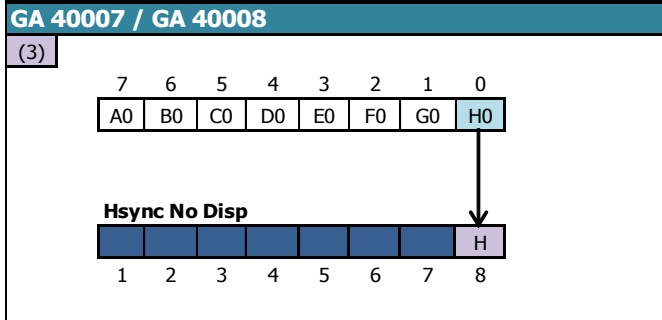 GA 40007 / GA 40008
(3)
7 6 5 4 3 2 1 0
A0 B0 C0 D0 E0 F0 G0 H0
Hsync No Disp
H
1 2 3 4 5 6 7 8